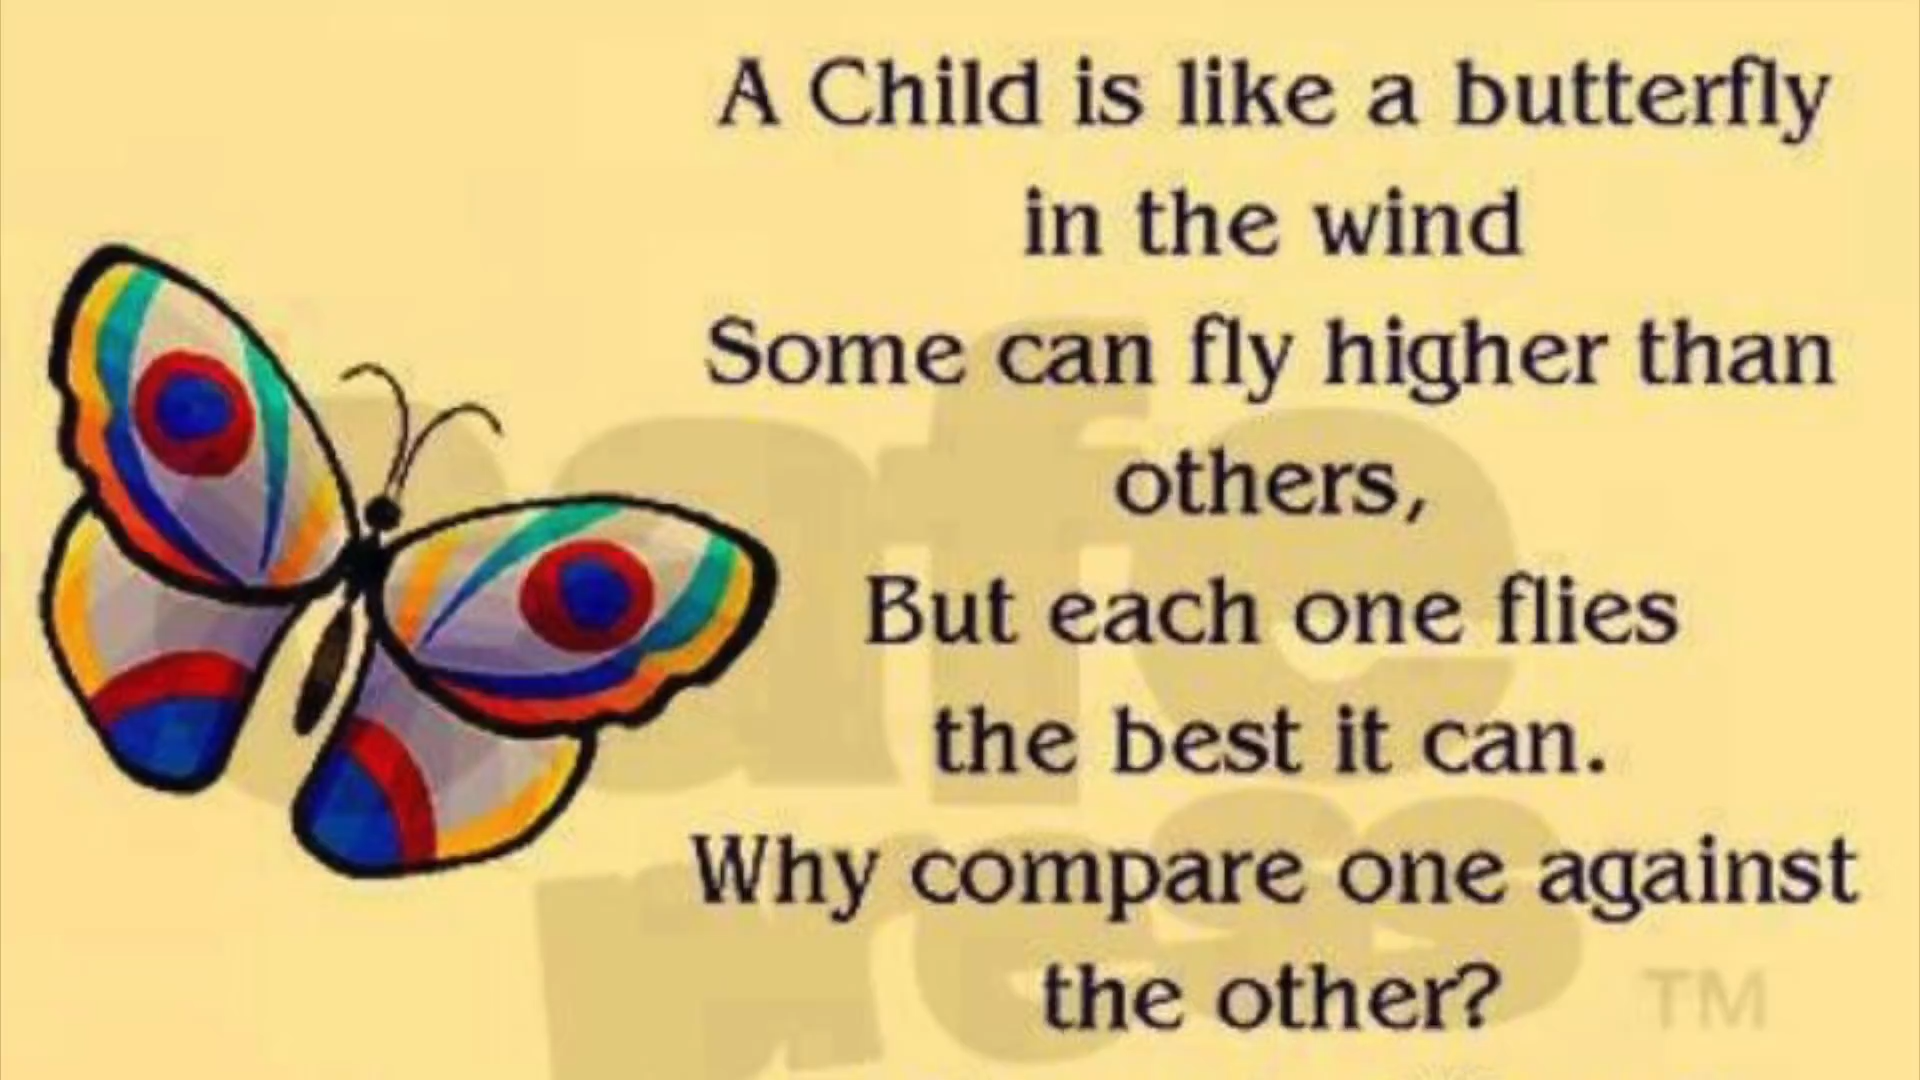 A Child is like a butterfly
in the wind
Some can fly higher than
others,
But each one flies
the best it can.
Why compare one against
the other?
TM